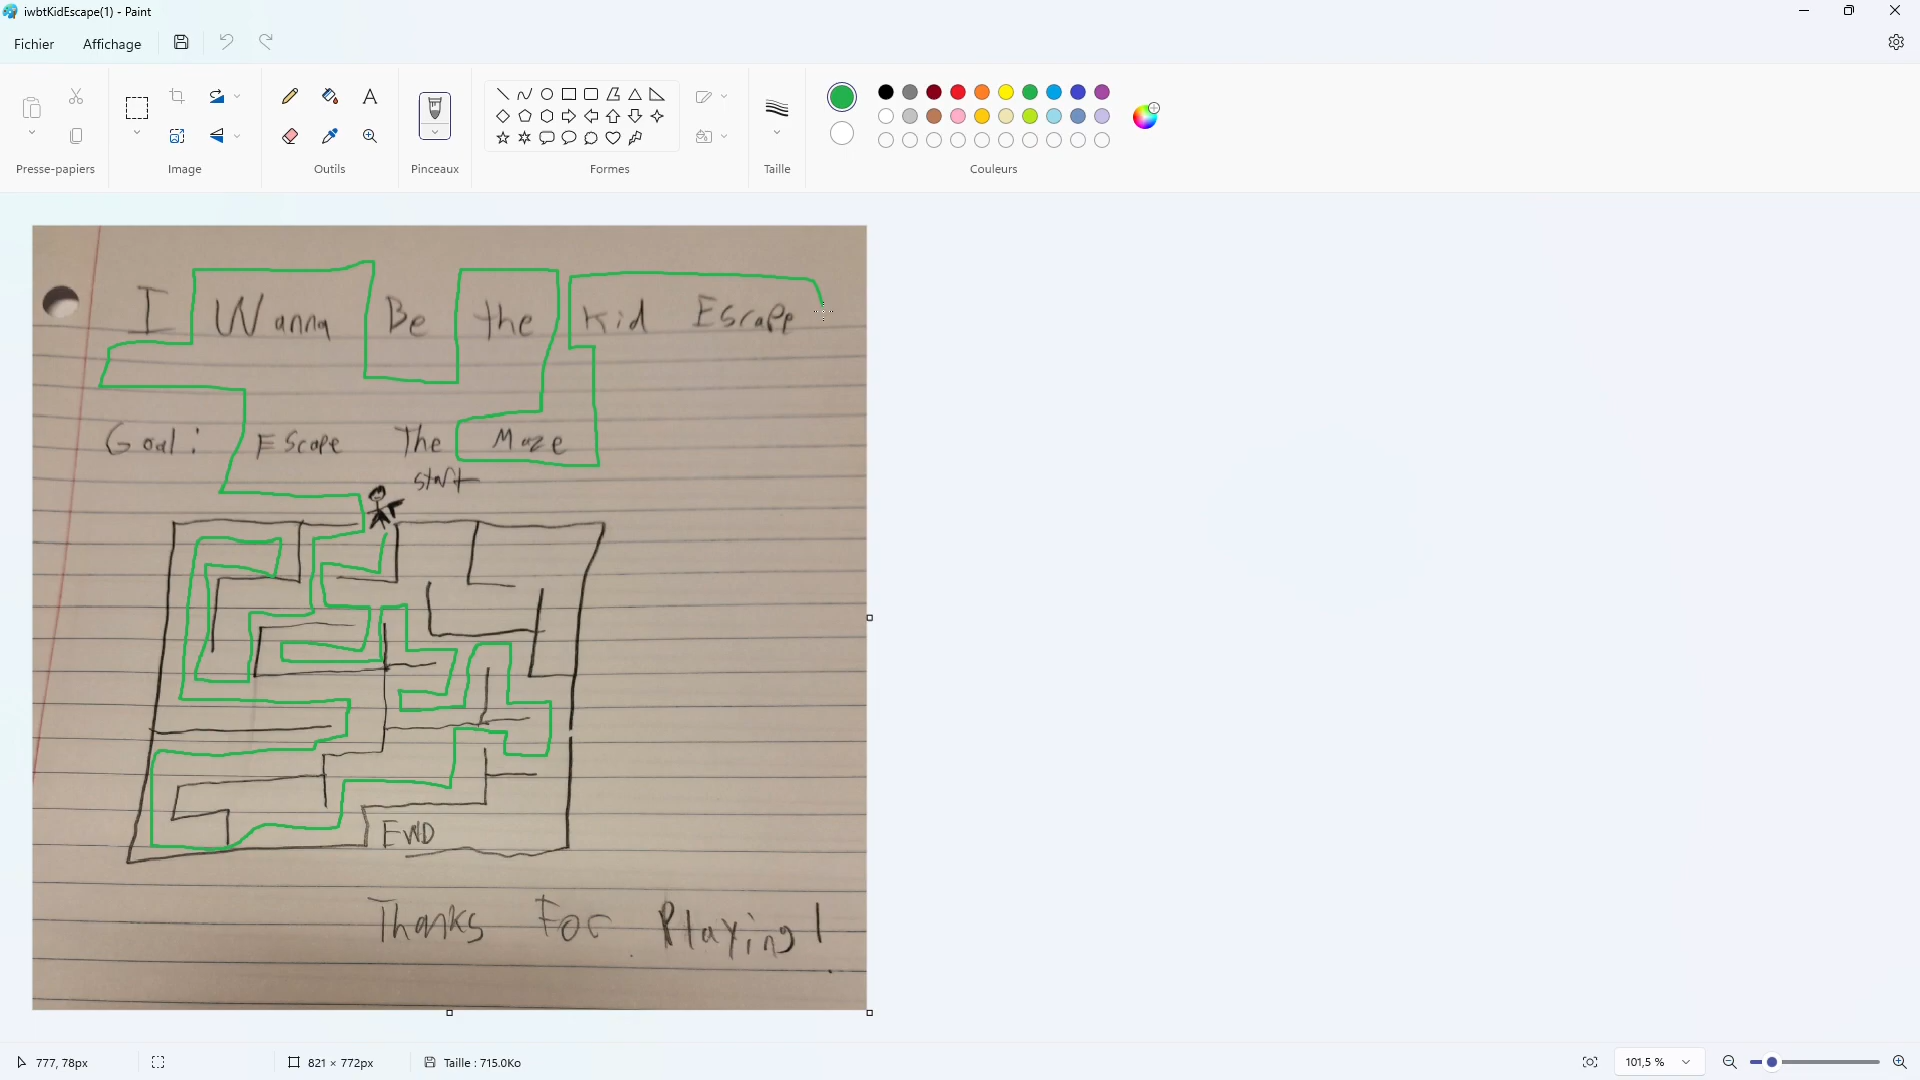 iwbtKidEscape(1) - Paint
Fichier Affichage
Presse-papiers Image Outils Pinceaux Formes Taille Couleurs
I Wanna Be the Kid Escape
Goal: Escape The Maze
start
END
Thanks For Playing!
777, 78px 821 × 772px Taille : 715.0Ko 101,5 %